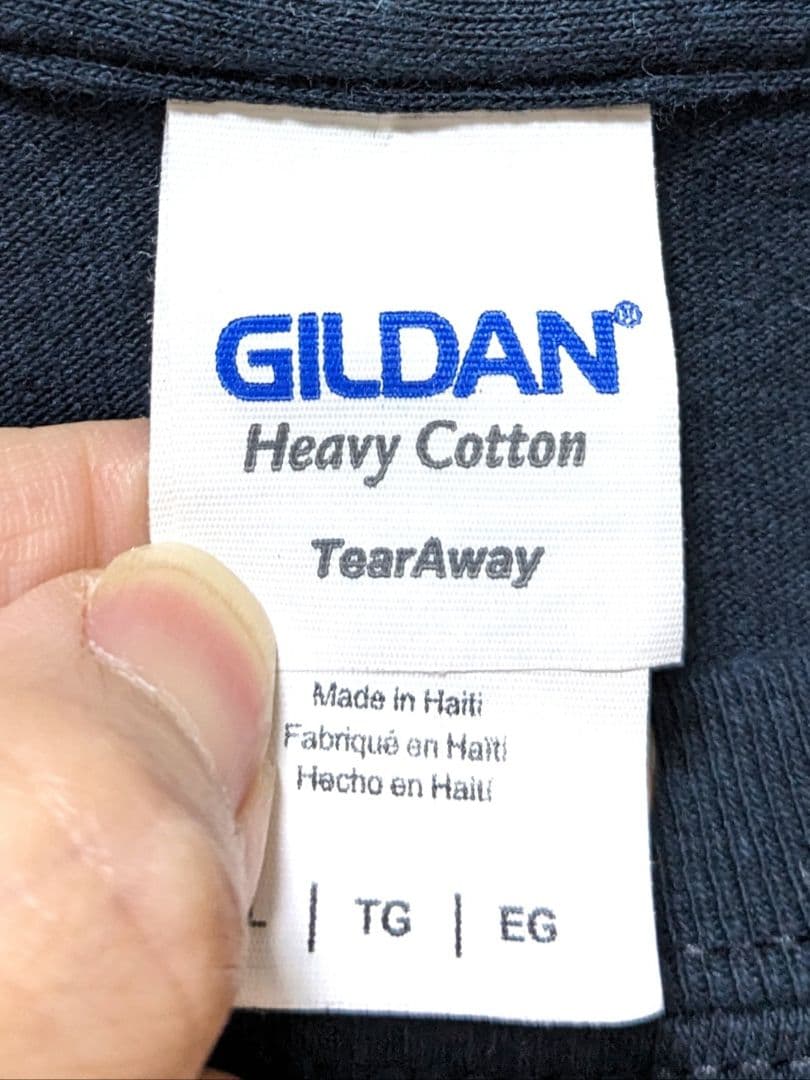 GILDAN®
Heavy Cotton
TearAway
Made in Haiti
Fabriqué en Haïti
Hecho en Haití
L | TG | EG